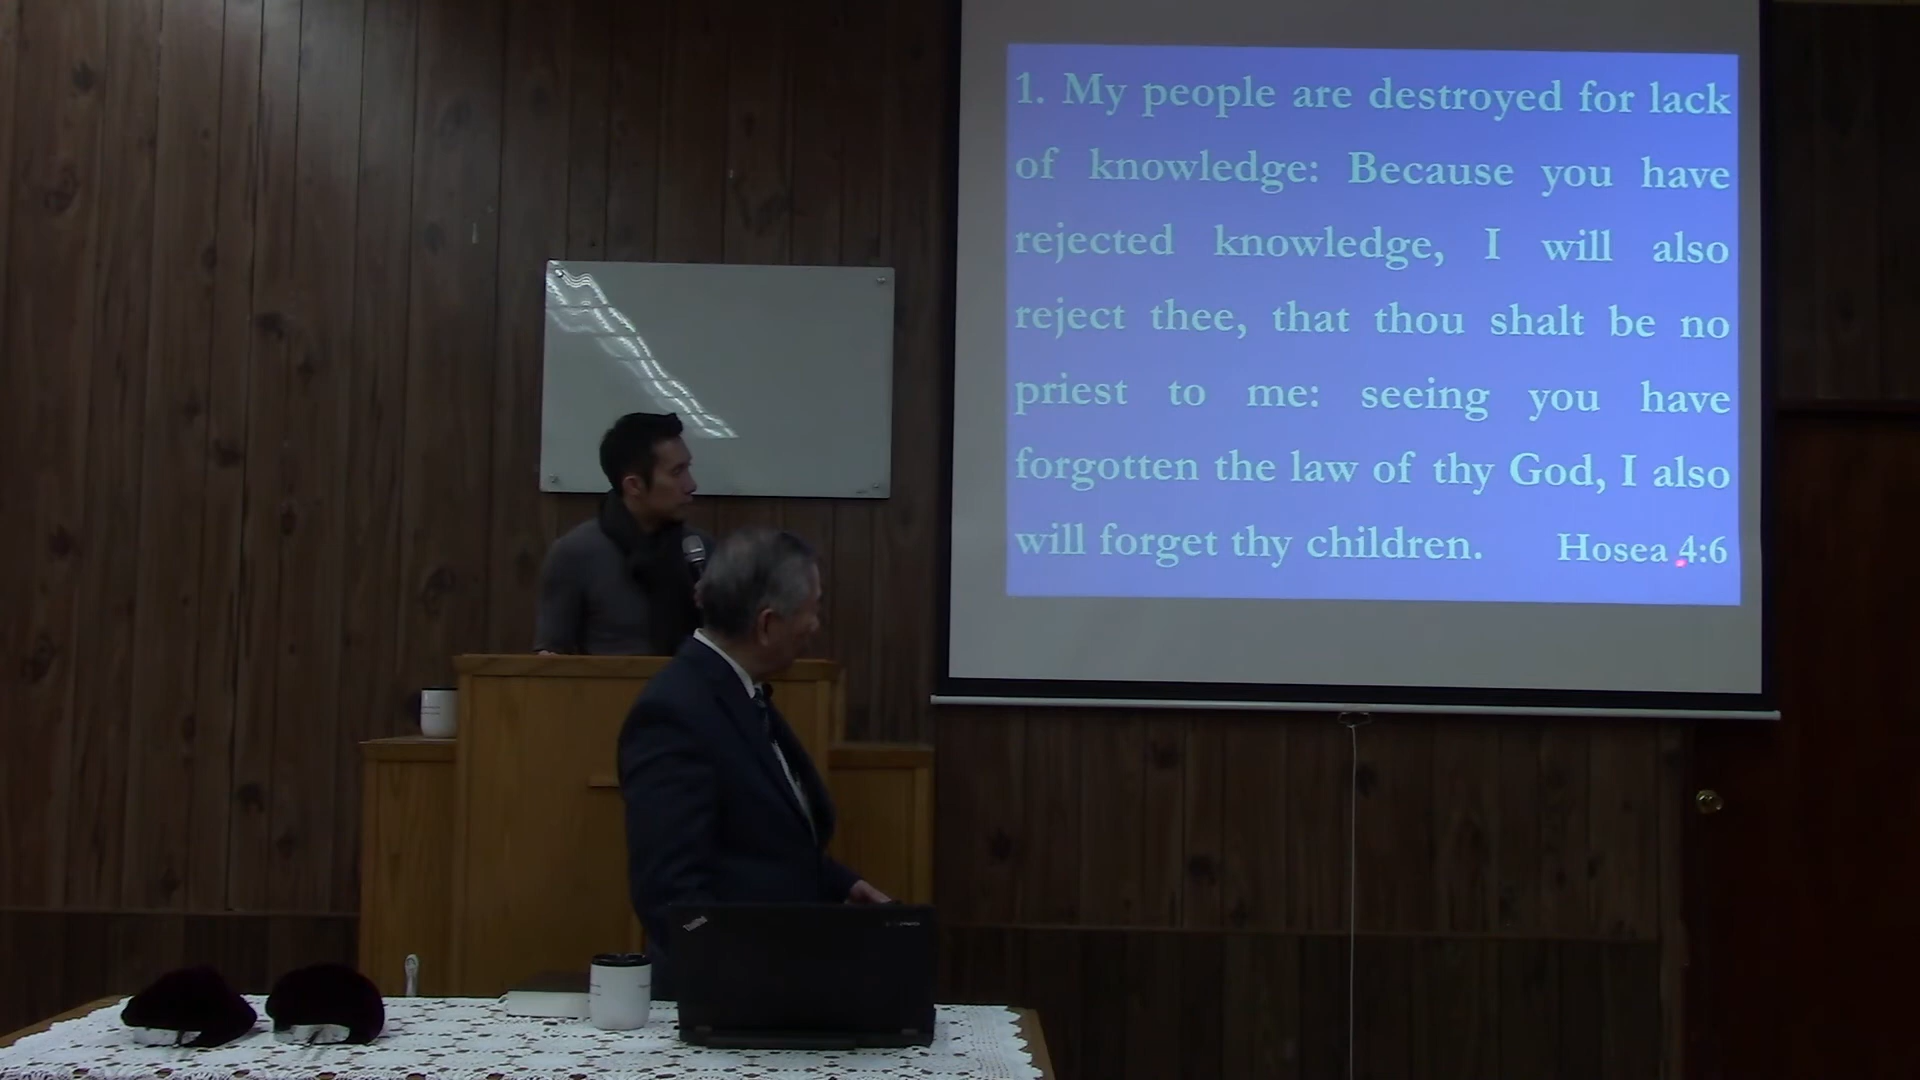 1. My people are destroyed for lack
of knowledge: Because you have
rejected knowledge, I will also
reject thee, that thou shalt be no
priest to me: seeing you have
forgotten the law of thy God, I also
will forget thy children. Hosea 4:6
ThinkPad